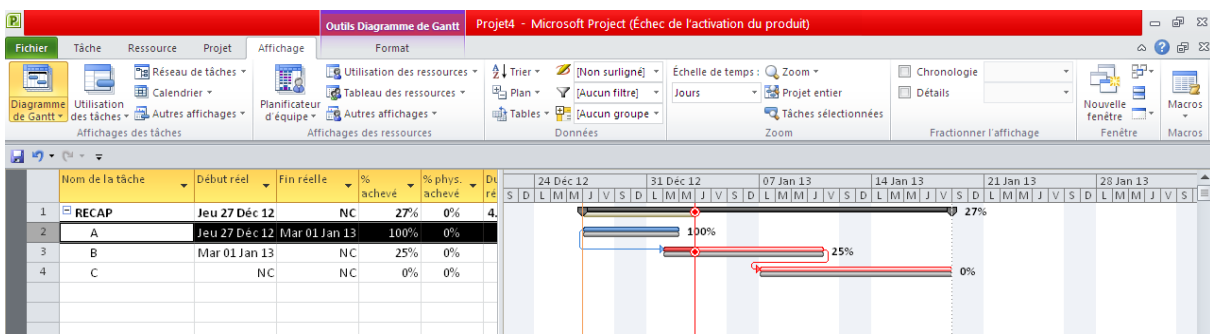 Outils Diagramme de Gantt Projet4 - Microsoft Project (Échec de l'activation du produit)
Fichier Tâche Ressource Projet Affichage Format
Diagramme de Gantt
Utilisation des tâches
Réseau de tâches
Calendrier
Autres affichages
Affichages des tâches
Planificateur d'équipe
Utilisation des ressources
Tableau des ressources
Autres affichages
Affichages des ressources
Trier [Non surligné]
Plan [Aucun filtre]
Tables [Aucun groupe
Données
Échelle de temps :
Jours
Zoom
Projet entier
Tâches sélectionnées
Zoom
Chronologie
Détails
Fractionner l'affichage
Nouvelle fenêtre
Fenêtre
Macros
Macros
Nom de la tâche Début réel Fin réelle % achevé % phys. achevé Du ré
24 Déc 12 31 Déc 12 07 Jan 13 14 Jan 13 21 Jan 13 28 Jan 13
S D L M M J V S D L M M J V S D L M M J V S D L M M J V S D L M M J V S D L M M J V S
1 RECAP Jeu 27 Déc 12 NC 27% 0% 4. 27%
2 A Jeu 27 Déc 12 Mar 01 Jan 13 100% 0% 100%
3 B Mar 01 Jan 13 NC 25% 0% 25%
4 C NC NC 0% 0% 0%